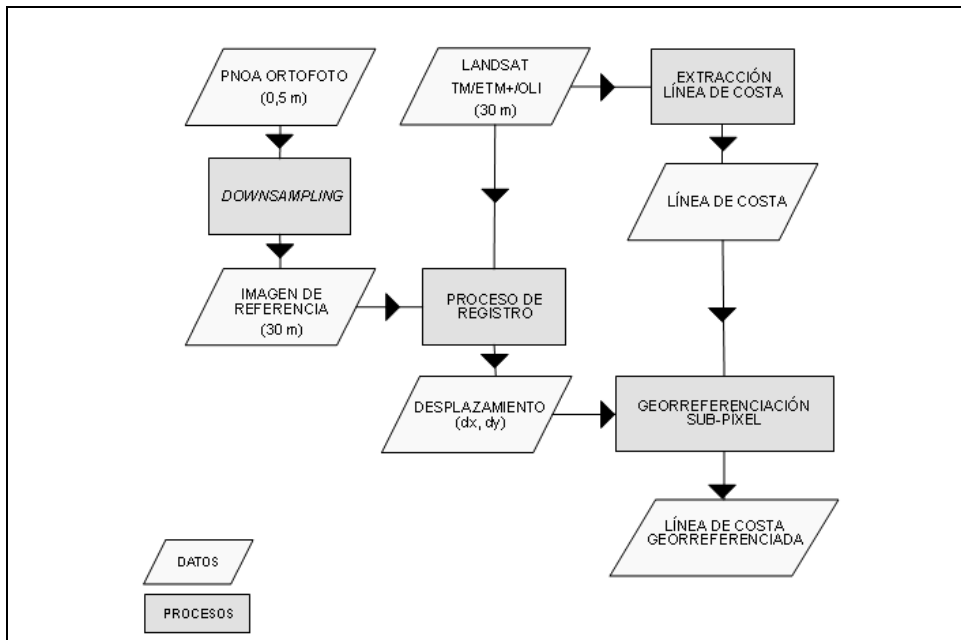 PNOA ORTOFOTO
(0,5 m)
LANDSAT
TM/ETM+/OLI
(30 m)
EXTRACCIÓN
LÍNEA DE COSTA
DOWNSAMPLING
LÍNEA DE COSTA
IMAGEN DE
REFERENCIA
(30 m)
PROCESO DE
REGISTRO
DESPLAZAMIENTO
(dx, dy)
GEORREFERENCIACIÓN
SUB-PIXEL
LÍNEA DE COSTA
GEORREFERENCIADA
DATOS
PROCESOS